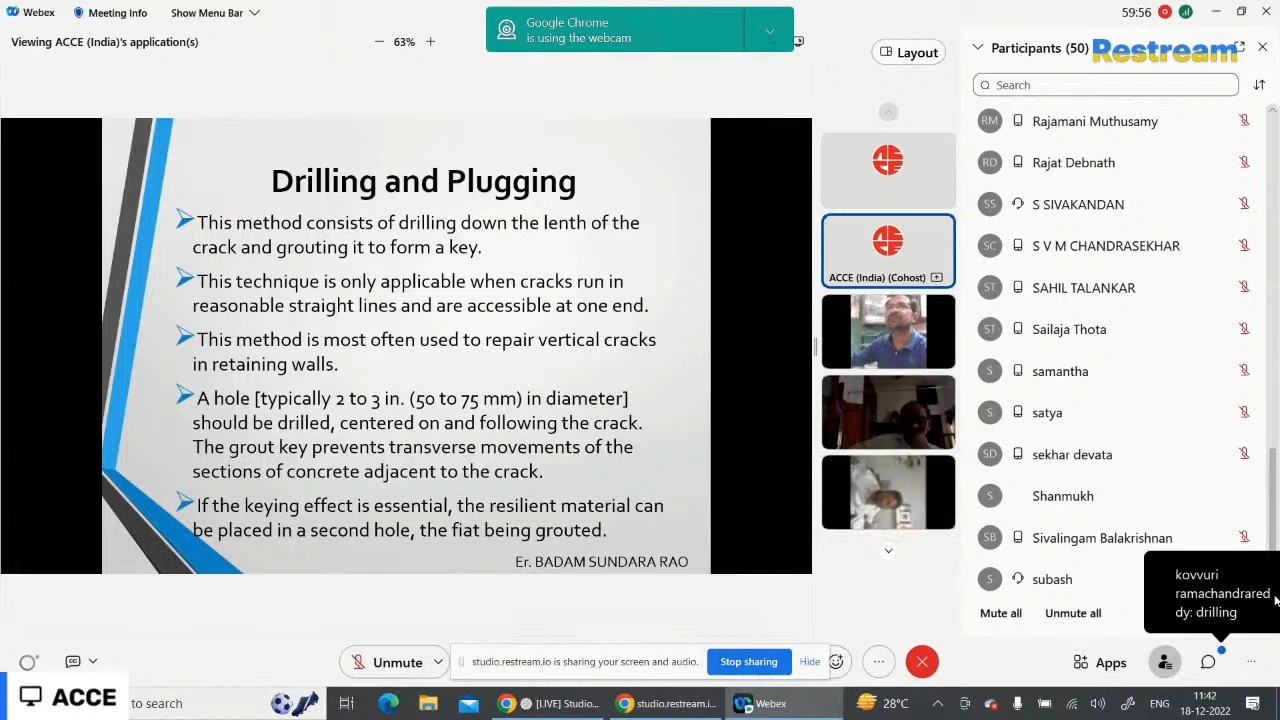 Webex
Meeting Info
Show Menu Bar
Google Chrome
is using the webcam
59:56
Viewing ACCE (India)'s application(s)
63%
Layout
Participants (50)
Restream
Search
Drilling and Plugging
This method consists of drilling down the lenth of the
crack and grouting it to form a key.
This technique is only applicable when cracks run in
reasonable straight lines and are accessible at one end.
This method is most often used to repair vertical cracks
in retaining walls.
A hole [typically 2 to 3 in. (50 to 75 mm) in diameter]
should be drilled, centered on and following the crack.
The grout key prevents transverse movements of the
sections of concrete adjacent to the crack.
If the keying effect is essential, the resilient material can
be placed in a second hole, the fiat being grouted.
Er. BADAM SUNDARA RAO
ACCE (India) (Cohost)
RM Rajamani Muthusamy
RD Rajat Debnath
SS S SIVAKANDAN
SC S V M CHANDRASEKHAR
ST SAHIL TALANKAR
ST Sailaja Thota
S samantha
S satya
SD sekhar devata
S Shanmukh
SB Sivalingam Balakrishnan
S subash
kovvuri
ramachandrared
dy: drilling
Mute all
Unmute all
CC
Unmute
studio.restream.io is sharing your screen and audio.
Stop sharing
Hide
Apps
ACCE
to search
[LIVE] Studio...
studio.restream.i...
Webex
28°C
ENG
11:42
18-12-2022